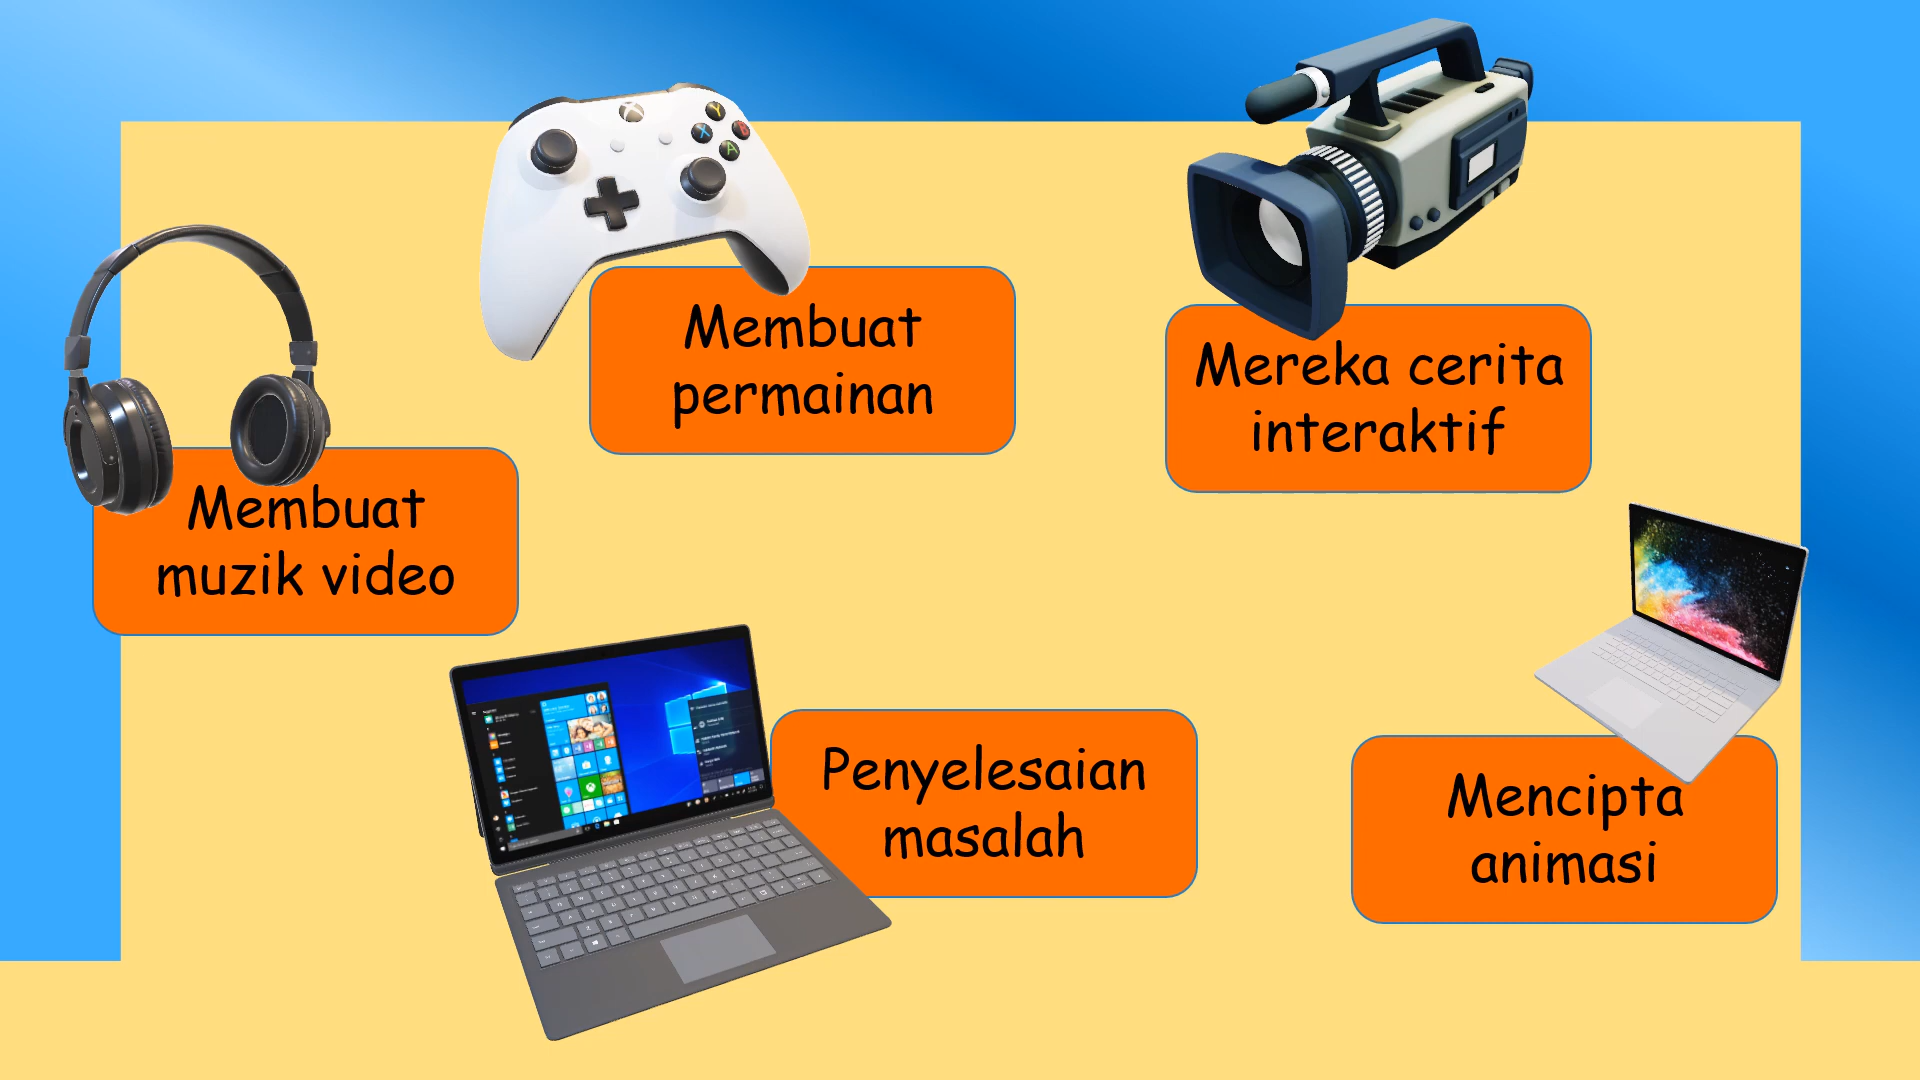 Membuat
permainan
Mereka cerita
interaktif
Membuat
muzik video
Penyelesaian
masalah
Mencipta
animasi
Y
X
B
A